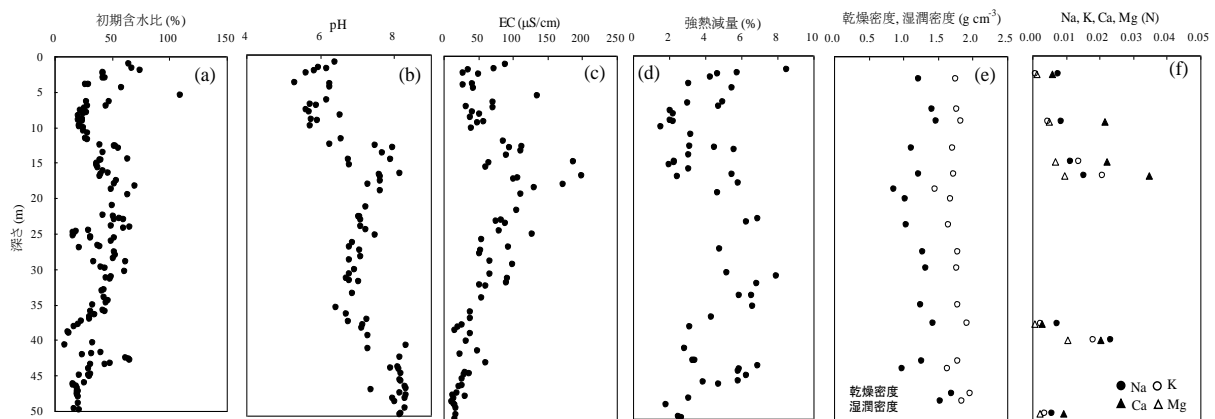 初期含水比 (%)
0 50 100 150
pH
4 6 8
EC (μS/cm)
0 50 100 150 200 250
強熱減量 (%)
0 2 4 6 8 10
乾燥密度, 湿潤密度 (g cm-3)
0.0 0.5 1.0 1.5 2.0 2.5
Na, K, Ca, Mg (N)
0 0.01 0.02 0.03 0.04 0.05
(a)
(b)
(c)
(d)
(e)
(f)
深さ (m)
0
5
10
15
20
25
30
35
40
45
50
乾燥密度
湿潤密度
Na K
Ca Mg